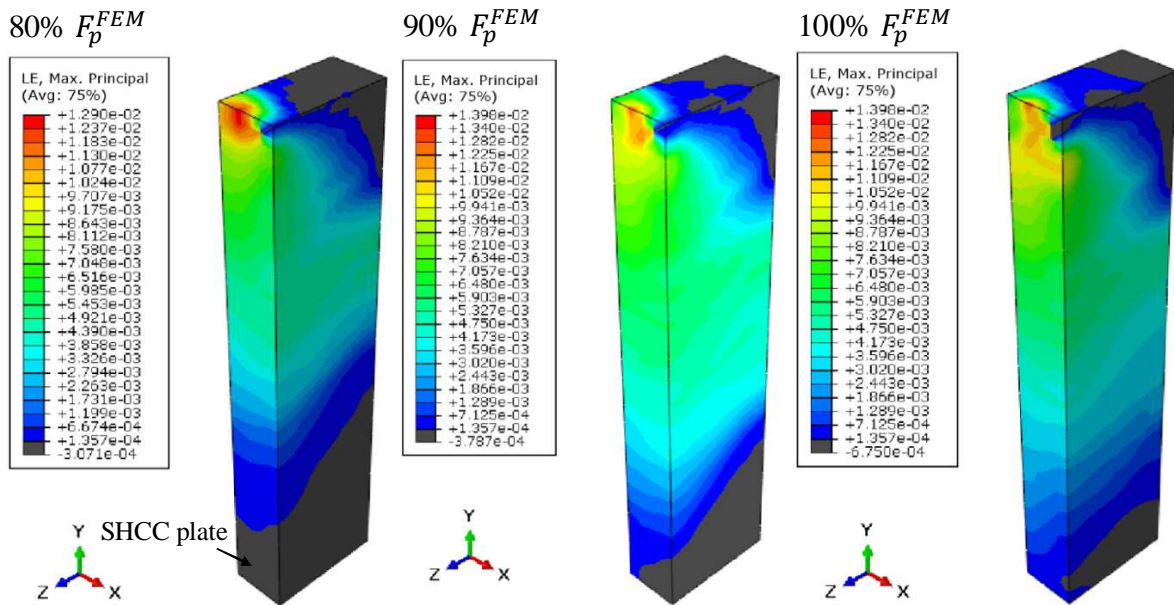 80% F_p^FEM
LE, Max. Principal
(Avg: 75%)
+1.290e-02
+1.237e-02
+1.183e-02
+1.130e-02
+1.077e-02
+1.024e-02
+9.707e-03
+9.175e-03
+8.643e-03
+8.112e-03
+7.580e-03
+7.048e-03
+6.516e-03
+5.985e-03
+5.453e-03
+4.921e-03
+4.390e-03
+3.858e-03
+3.326e-03
+2.794e-03
+2.263e-03
+1.731e-03
+1.199e-03
+6.674e-04
+1.357e-04
-3.071e-04
Y
Z
X
SHCC plate
90% F_p^FEM
LE, Max. Principal
(Avg: 75%)
+1.398e-02
+1.340e-02
+1.282e-02
+1.225e-02
+1.167e-02
+1.109e-02
+1.052e-02
+9.941e-03
+9.364e-03
+8.787e-03
+8.210e-03
+7.634e-03
+7.057e-03
+6.480e-03
+5.903e-03
+5.327e-03
+4.750e-03
+4.173e-03
+3.596e-03
+3.020e-03
+2.443e-03
+1.866e-03
+1.289e-03
+7.125e-04
+1.357e-04
-3.787e-04
Y
Z
X
100% F_p^FEM
LE, Max. Principal
(Avg: 75%)
+1.398e-02
+1.340e-02
+1.282e-02
+1.225e-02
+1.167e-02
+1.109e-02
+1.052e-02
+9.941e-03
+9.364e-03
+8.787e-03
+8.210e-03
+7.634e-03
+7.057e-03
+6.480e-03
+5.903e-03
+5.327e-03
+4.750e-03
+4.173e-03
+3.596e-03
+3.020e-03
+2.443e-03
+1.866e-03
+1.289e-03
+7.125e-04
+1.357e-04
-6.750e-04
Y
Z
X